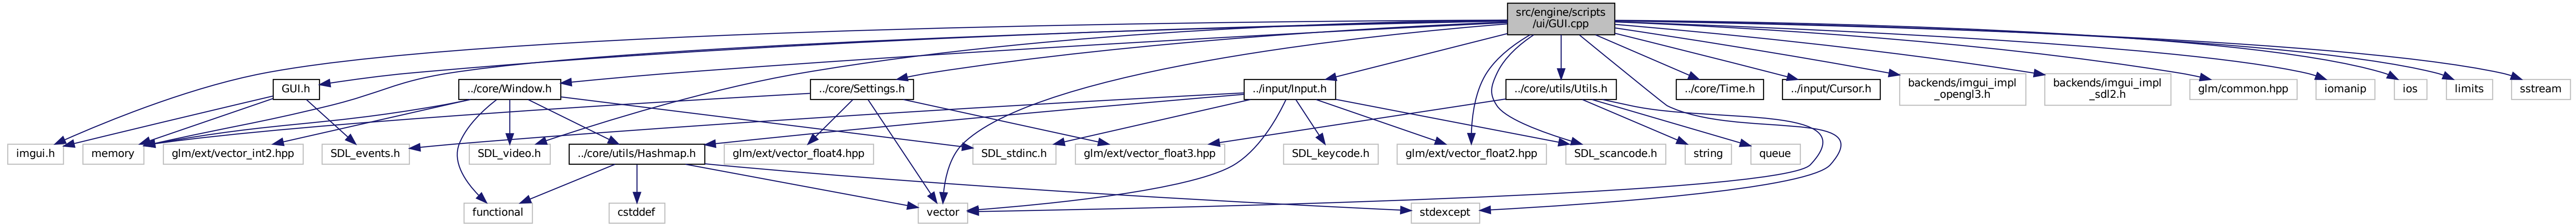 src/engine/scripts
/ui/GUI.cpp
GUI.h
../core/Window.h
../core/Settings.h
../input/Input.h
../core/utils/Utils.h
../core/Time.h
../input/Cursor.h
backends/imgui_impl
_opengl3.h
backends/imgui_impl
_sdl2.h
glm/common.hpp
iomanip
ios
limits
sstream
imgui.h
memory
glm/ext/vector_int2.hpp
SDL_events.h
SDL_video.h
../core/utils/Hashmap.h
glm/ext/vector_float4.hpp
SDL_stdinc.h
glm/ext/vector_float3.hpp
SDL_keycode.h
glm/ext/vector_float2.hpp
SDL_scancode.h
string
queue
functional
cstddef
vector
stdexcept